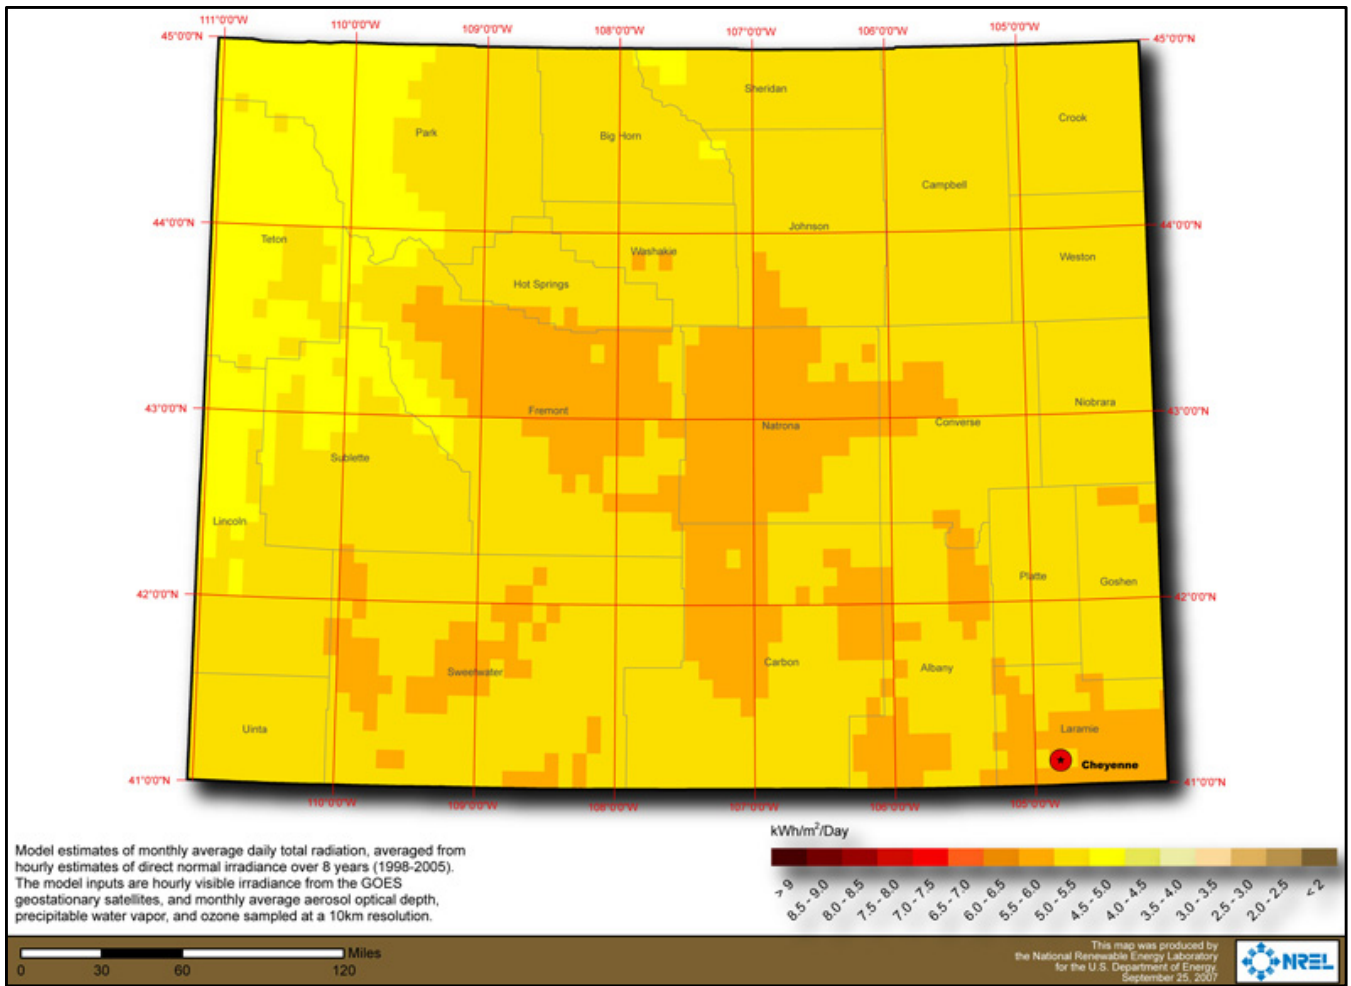 111°0'0"W
110°0'0"W
109°0'0"W
108°0'0"W
107°0'0"W
106°0'0"W
105°0'0"W
45°0'0"N
45°0'0"N
Sheridan
Crook
Park
Big Horn
Campbell
44°0'0"N
44°0'0"N
Johnson
Teton
Washakie
Weston
Hot Springs
43°0'0"N
43°0'0"N
Fremont
Niobrara
Natrona
Converse
Sublette
Lincoln
Platte
Goshen
42°0'0"N
42°0'0"N
Carbon
Albany
Sweetwater
Uinta
Laramie
Cheyenne
41°0'0"N
41°0'0"N
110°0'0"W
109°0'0"W
108°0'0"W
107°0'0"W
106°0'0"W
105°0'0"W
kWh/m²/Day
> 9
8.5 - 9.0
8.0 - 8.5
7.5 - 8.0
7.0 - 7.5
6.5 - 7.0
6.0 - 6.5
5.5 - 6.0
5.0 - 5.5
4.5 - 5.0
4.0 - 4.5
3.5 - 4.0
3.0 - 3.5
2.5 - 3.0
2.0 - 2.5
< 2
Model estimates of monthly average daily total radiation, averaged from
hourly estimates of direct normal irradiance over 8 years (1998-2005).
The model inputs are hourly visible irradiance from the GOES
geostationary satellites, and monthly average aerosol optical depth,
precipitable water vapor, and ozone sampled at a 10km resolution.
Miles
0 30 60 120
This map was produced by
the National Renewable Energy Laboratory
for the U.S. Department of Energy.
September 25, 2007
NREL